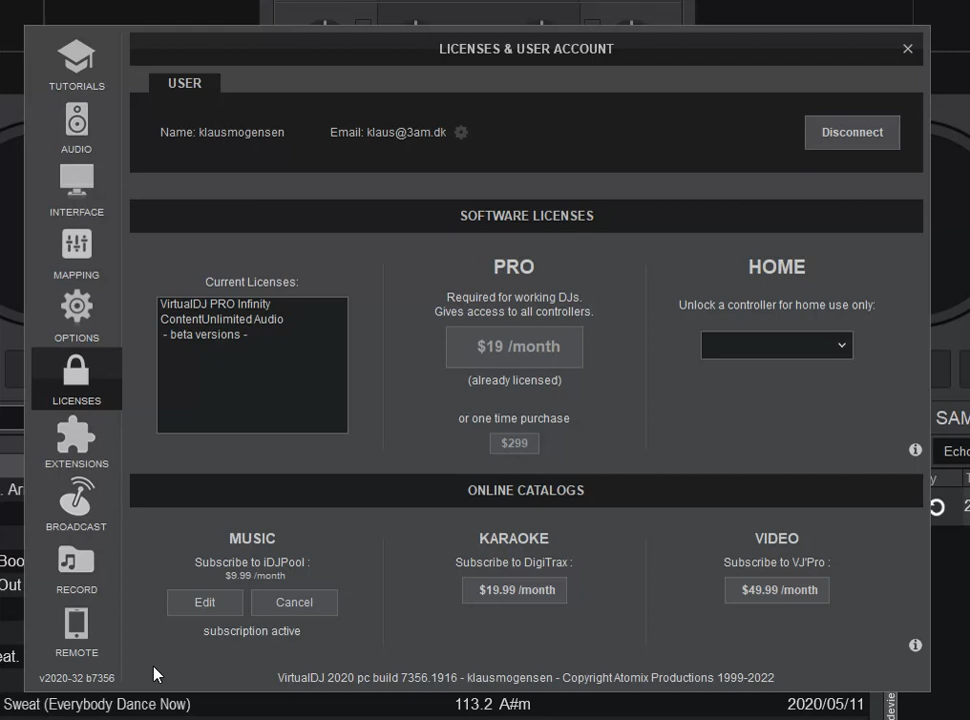 LICENSES & USER ACCOUNT
TUTORIALS
AUDIO
INTERFACE
MAPPING
OPTIONS
LICENSES
EXTENSIONS
BROADCAST
RECORD
REMOTE
v2020-32 b7356
USER
Name: klausmogensen
Email: klaus@3am.dk
Disconnect
SOFTWARE LICENSES
Current Licenses:
VirtualDJ PRO Infinity
ContentUnlimited Audio
- beta versions -
PRO
Required for working DJs.
Gives access to all controllers.
$19 /month
(already licensed)
or one time purchase
$299
HOME
Unlock a controller for home use only:
ONLINE CATALOGS
MUSIC
Subscribe to iDJPool :
$9.99 /month
Edit
Cancel
subscription active
KARAOKE
Subscribe to DigiTrax :
$19.99 /month
VIDEO
Subscribe to VJ'Pro :
$49.99 /month
VirtualDJ 2020 pc build 7356.1916 - klausmogensen - Copyright Atomix Productions 1999-2022
SAM
Echo
Out
Sweat (Everybody Dance Now)
113.2 A#m
2020/05/11